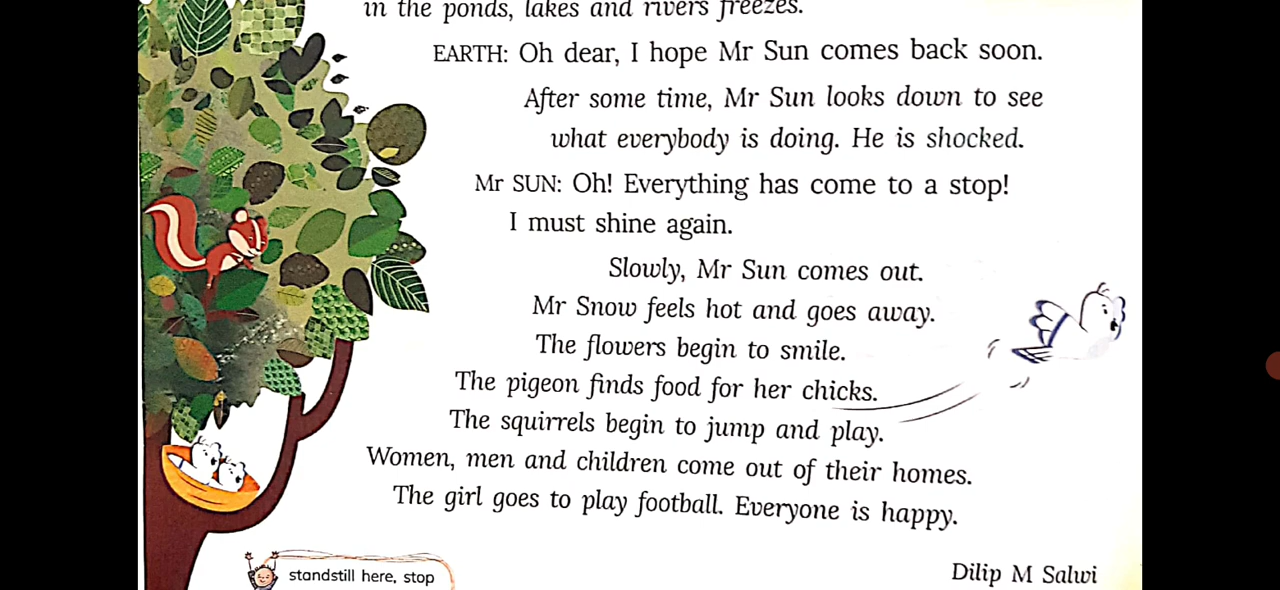 in the ponds, lakes and rivers freezes.
EARTH: Oh dear, I hope Mr Sun comes back soon.
After some time, Mr Sun looks down to see
what everybody is doing. He is shocked.
Mr SUN: Oh! Everything has come to a stop!
I must shine again.
Slowly, Mr Sun comes out.
Mr Snow feels hot and goes away.
The flowers begin to smile.
The pigeon finds food for her chicks.
The squirrels begin to jump and play.
Women, men and children come out of their homes.
The girl goes to play football. Everyone is happy.
Dilip M Salwi
standstill here, stop